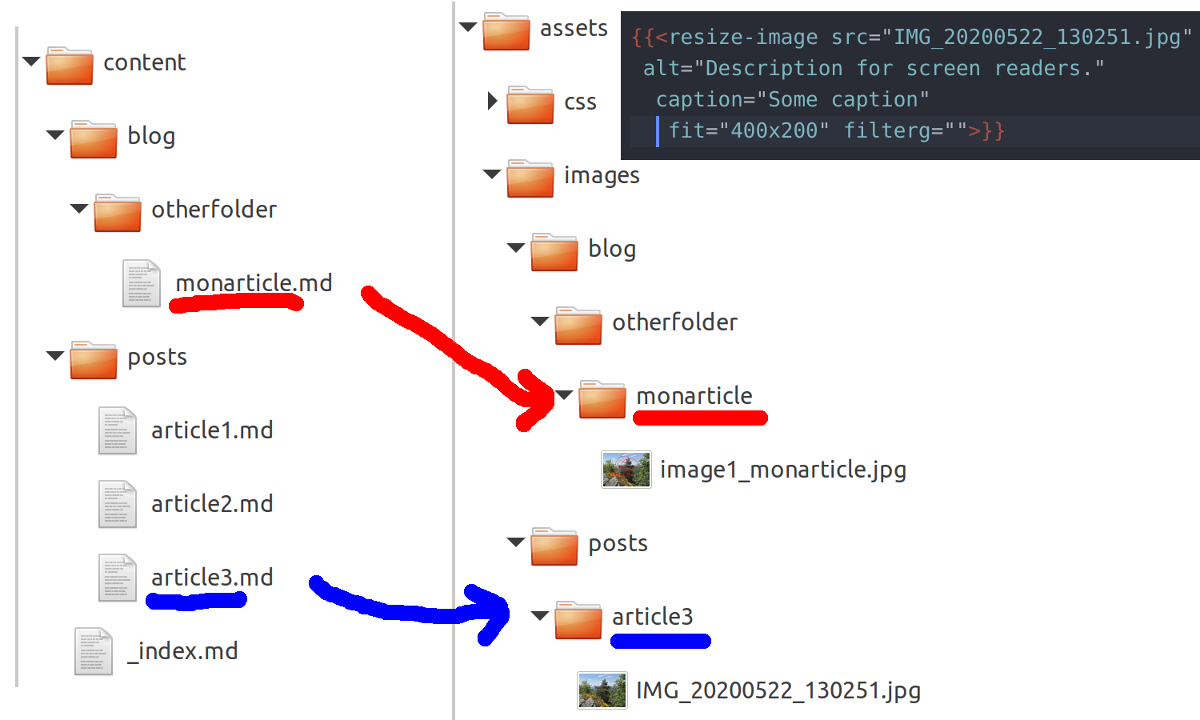 content
blog
otherfolder
monarticle.md
posts
article1.md
article2.md
article3.md
_index.md
assets
css
images
blog
otherfolder
monarticle
image1_monarticle.jpg
posts
article3
IMG_20200522_130251.jpg
{{<resize-image src="IMG_20200522_130251.jpg"
alt="Description for screen readers."
caption="Some caption"
fit="400x200" filterg="">}}